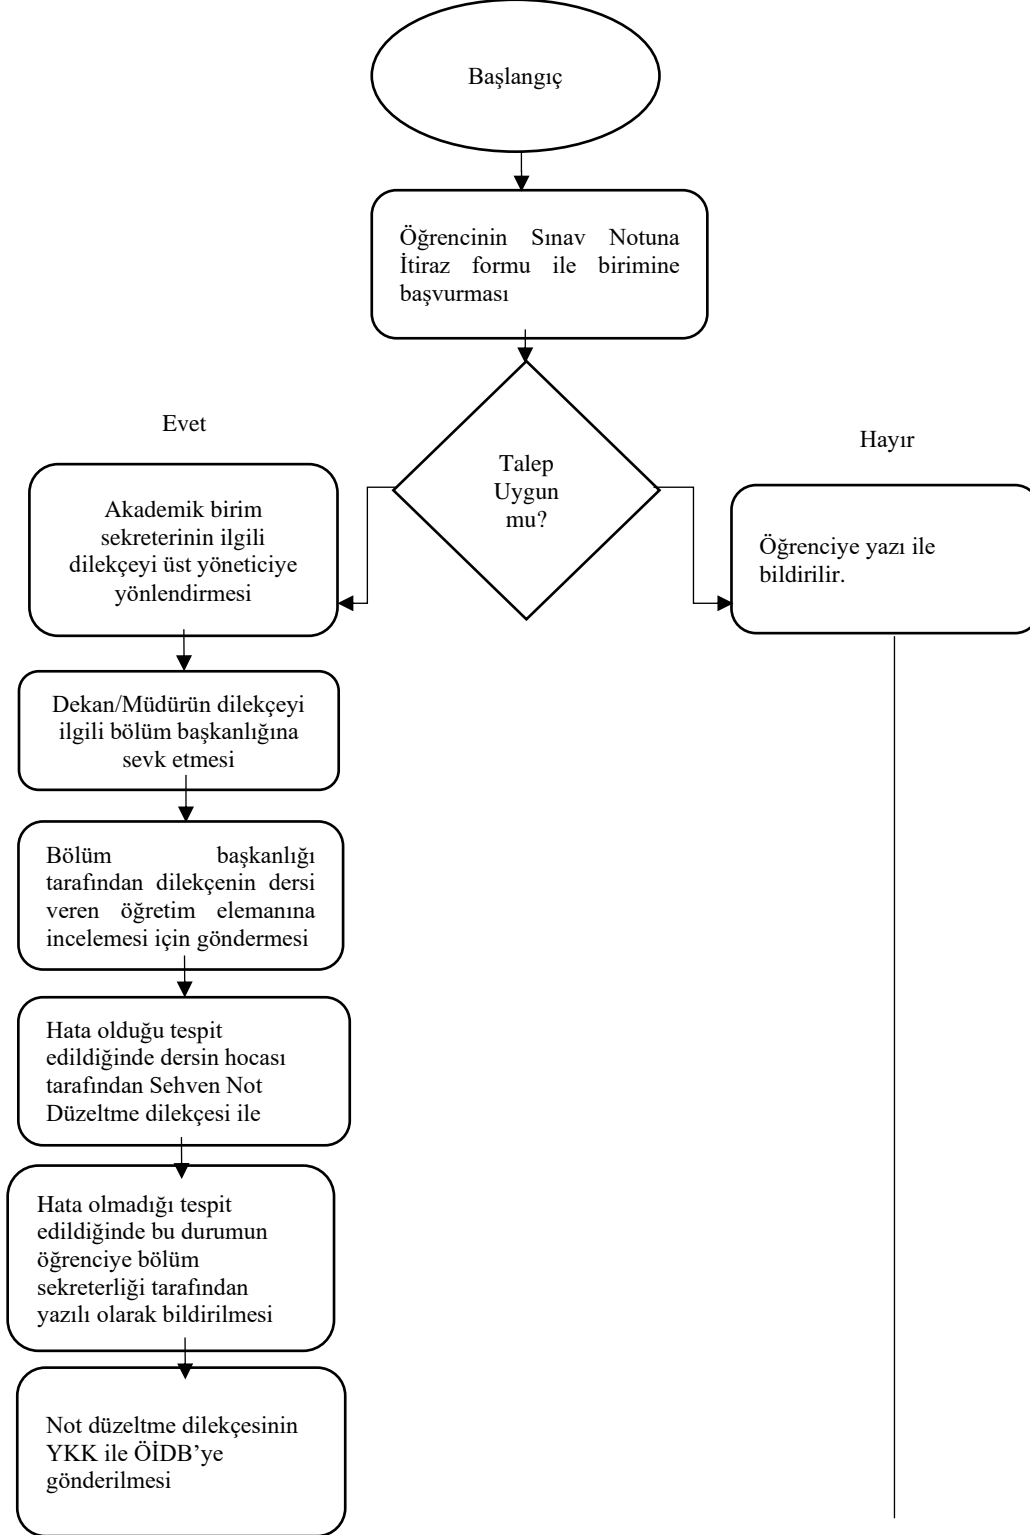 Başlangıç
Öğrencinin Sınav Notuna
İtiraz formu ile birimine
başvurması
Evet
Hayır
Talep
Uygun
mu?
Akademik birim
sekreterinin ilgili
dilekçeyi üst yöneticiye
yönlendirmesi
Öğrenciye yazı ile
bildirilir.
Dekan/Müdürün dilekçeyi
ilgili bölüm başkanlığına
sevk etmesi
Bölüm başkanlığı
tarafından dilekçenin dersi
veren öğretim elemanına
incelemesi için göndermesi
Hata olduğu tespit
edildiğinde dersin hocası
tarafından Sehven Not
Düzeltme dilekçesi ile
Hata olmadığı tespit
edildiğinde bu durumun
öğrenciye bölüm
sekreterliği tarafından
yazılı olarak bildirilmesi
Not düzeltme dilekçesinin
YKK ile ÖİDB’ye
gönderilmesi